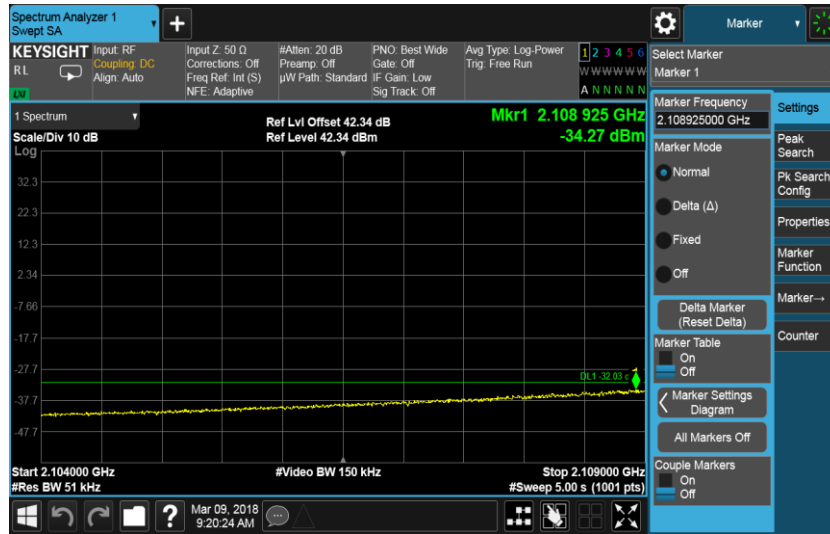 Spectrum Analyzer 1
Swept SA
+
Marker
KEYSIGHT
RL
LXI
Input: RF
Coupling: DC
Align: Auto
Input Z: 50 Ω
Corrections: Off
Freq Ref: Int (S)
NFE: Adaptive
#Atten: 20 dB
Preamp: Off
µW Path: Standard
PNO: Best Wide
Gate: Off
IF Gain: Low
Sig Track: Off
Avg Type: Log-Power
Trig: Free Run
1 2 3 4 5 6
W W W W W W
A N N N N N
Select Marker
Marker 1
1 Spectrum
Scale/Div 10 dB
Log
Ref Lvl Offset 42.34 dB
Ref Level 42.34 dBm
Mkr1 2.108 925 GHz
-34.27 dBm
32.3
22.3
12.3
2.34
-7.66
-17.7
-27.7
-37.7
-47.7
DL1 -32.03
Start 2.104000 GHz
#Res BW 51 kHz
#Video BW 150 kHz
Stop 2.109000 GHz
#Sweep 5.00 s (1001 pts)
Marker Frequency
2.108925000 GHz
Marker Mode
Normal
Delta (Δ)
Fixed
Off
Delta Marker
(Reset Delta)
Marker Table
On
Off
Marker Settings
Diagram
All Markers Off
Couple Markers
On
Off
Settings
Peak
Search
Pk Search
Config
Properties
Marker
Function
Marker→
Counter
?
Mar 09, 2018
9:20:24 AM